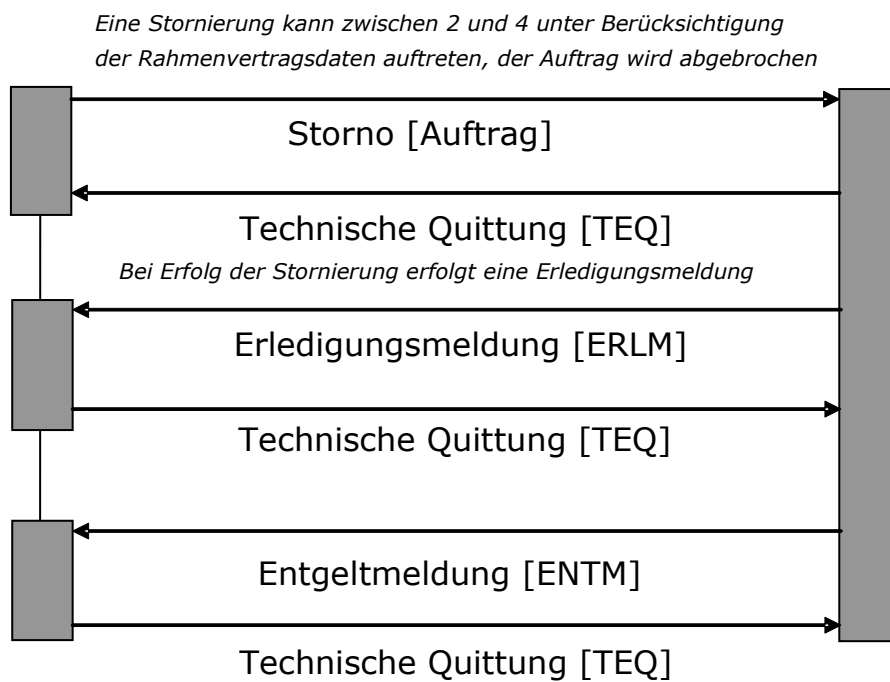 Eine Stornierung kann zwischen 2 und 4 unter Berücksichtigung
der Rahmenvertragsdaten auftreten, der Auftrag wird abgebrochen
Storno [Auftrag]
Technische Quittung [TEQ]
Bei Erfolg der Stornierung erfolgt eine Erledigungsmeldung
Erledigungsmeldung [ERLM]
Technische Quittung [TEQ]
Entgeltmeldung [ENTM]
Technische Quittung [TEQ]